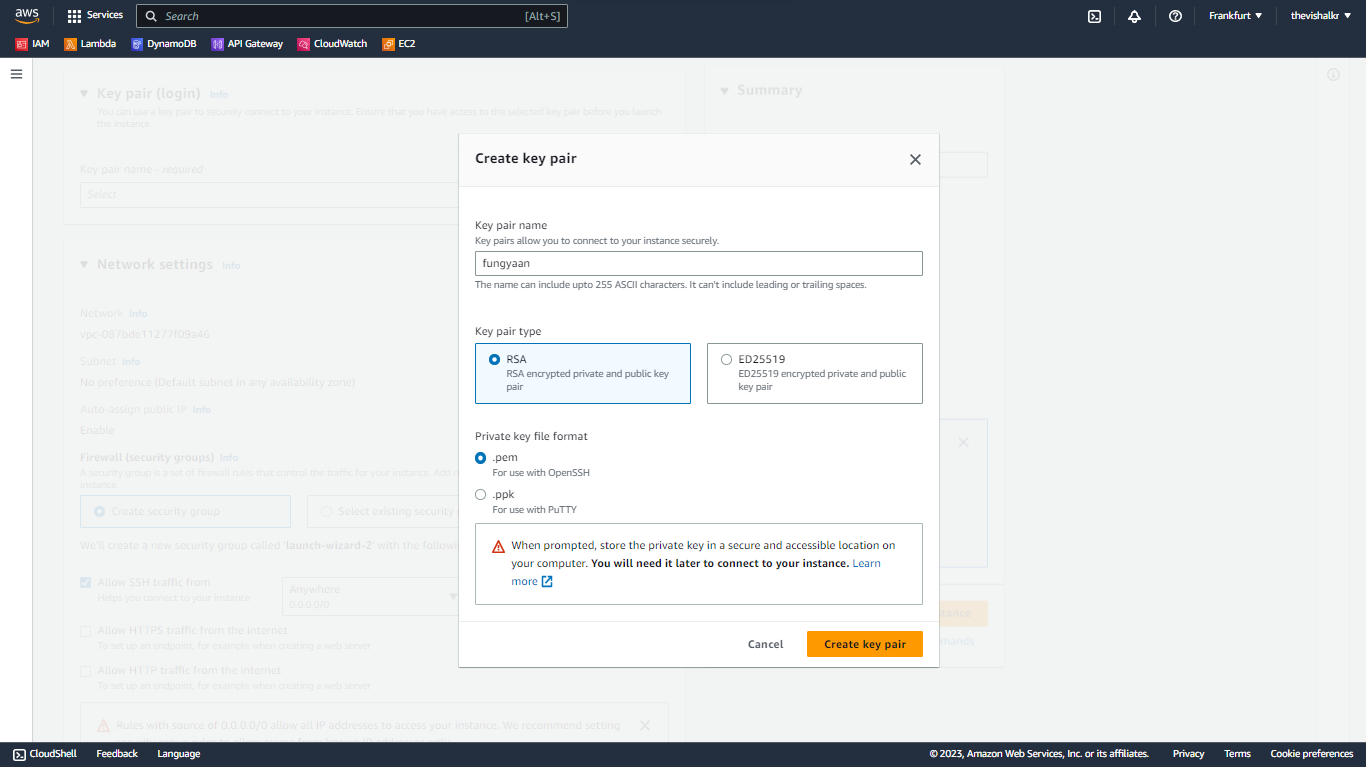 aws
Services
Search
[Alt+S]
Frankfurt
thevishalkr
IAM
Lambda
DynamoDB
API Gateway
CloudWatch
EC2
Key pair (login) Info
You can use a key pair to securely connect to your instance. Ensure that you have access to the selected key pair before you launch
the instance.
Key pair name - required
Select
Network settings Info
Network Info
vpc-087bde11277f09a46
Subnet Info
No preference (Default subnet in any availability zone)
Auto-assign public IP Info
Enable
Firewall (security groups) Info
A security group is a set of firewall rules that control the traffic for your instance. Add
instance.
Create security group
Select existing security
We'll create a new security group called 'launch-wizard-2' with the following
Allow SSH traffic from
Helps you connect to your instance
Anywhere
0.0.0.0/0
Allow HTTPS traffic from the internet
To set up an endpoint, for example when creating a web server
Allow HTTP traffic from the internet
To set up an endpoint, for example when creating a web server
Rules with source of 0.0.0.0/0 allow all IP addresses to access your instance. We recommend setting
Summary
Create key pair
Key pair name
Key pairs allow you to connect to your instance securely.
fungyaan
The name can include upto 255 ASCII characters. It can't include leading or trailing spaces.
Key pair type
RSA
RSA encrypted private and public key
pair
ED25519
ED25519 encrypted private and public
key pair
Private key file format
.pem
For use with OpenSSH
.ppk
For use with PuTTY
When prompted, store the private key in a secure and accessible location on
your computer. You will need it later to connect to your instance. Learn
more
Cancel
Create key pair
CloudShell
Feedback
Language
© 2023, Amazon Web Services, Inc. or its affiliates.
Privacy
Terms
Cookie preferences